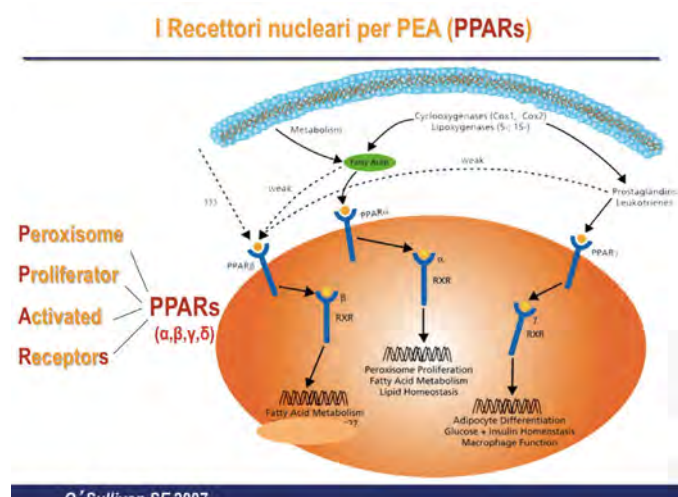 I Recettori nucleari per PEA (PPARs)
Cyclooxygenases (Cox1, Cox2)
Lipoxygenases (5-; 15-)
Metabolism
Fatty Acids
weak
weak
???
Prostaglandins
Leukotrienes
PPARα
PPARβ
PPARγ
Peroxisome
Proliferator
Activated
Receptors
PPARs
(α,β,γ,δ)
α
RXR
β
RXR
γ
RXR
Peroxisome Proliferation
Fatty Acid Metabolism
Lipid Homeostasis
Fatty Acid Metabolism
Adipocyte Differentiation
Glucose + Insulin Homeostasis
Macrophage Function
O'Sullivan SE 2007